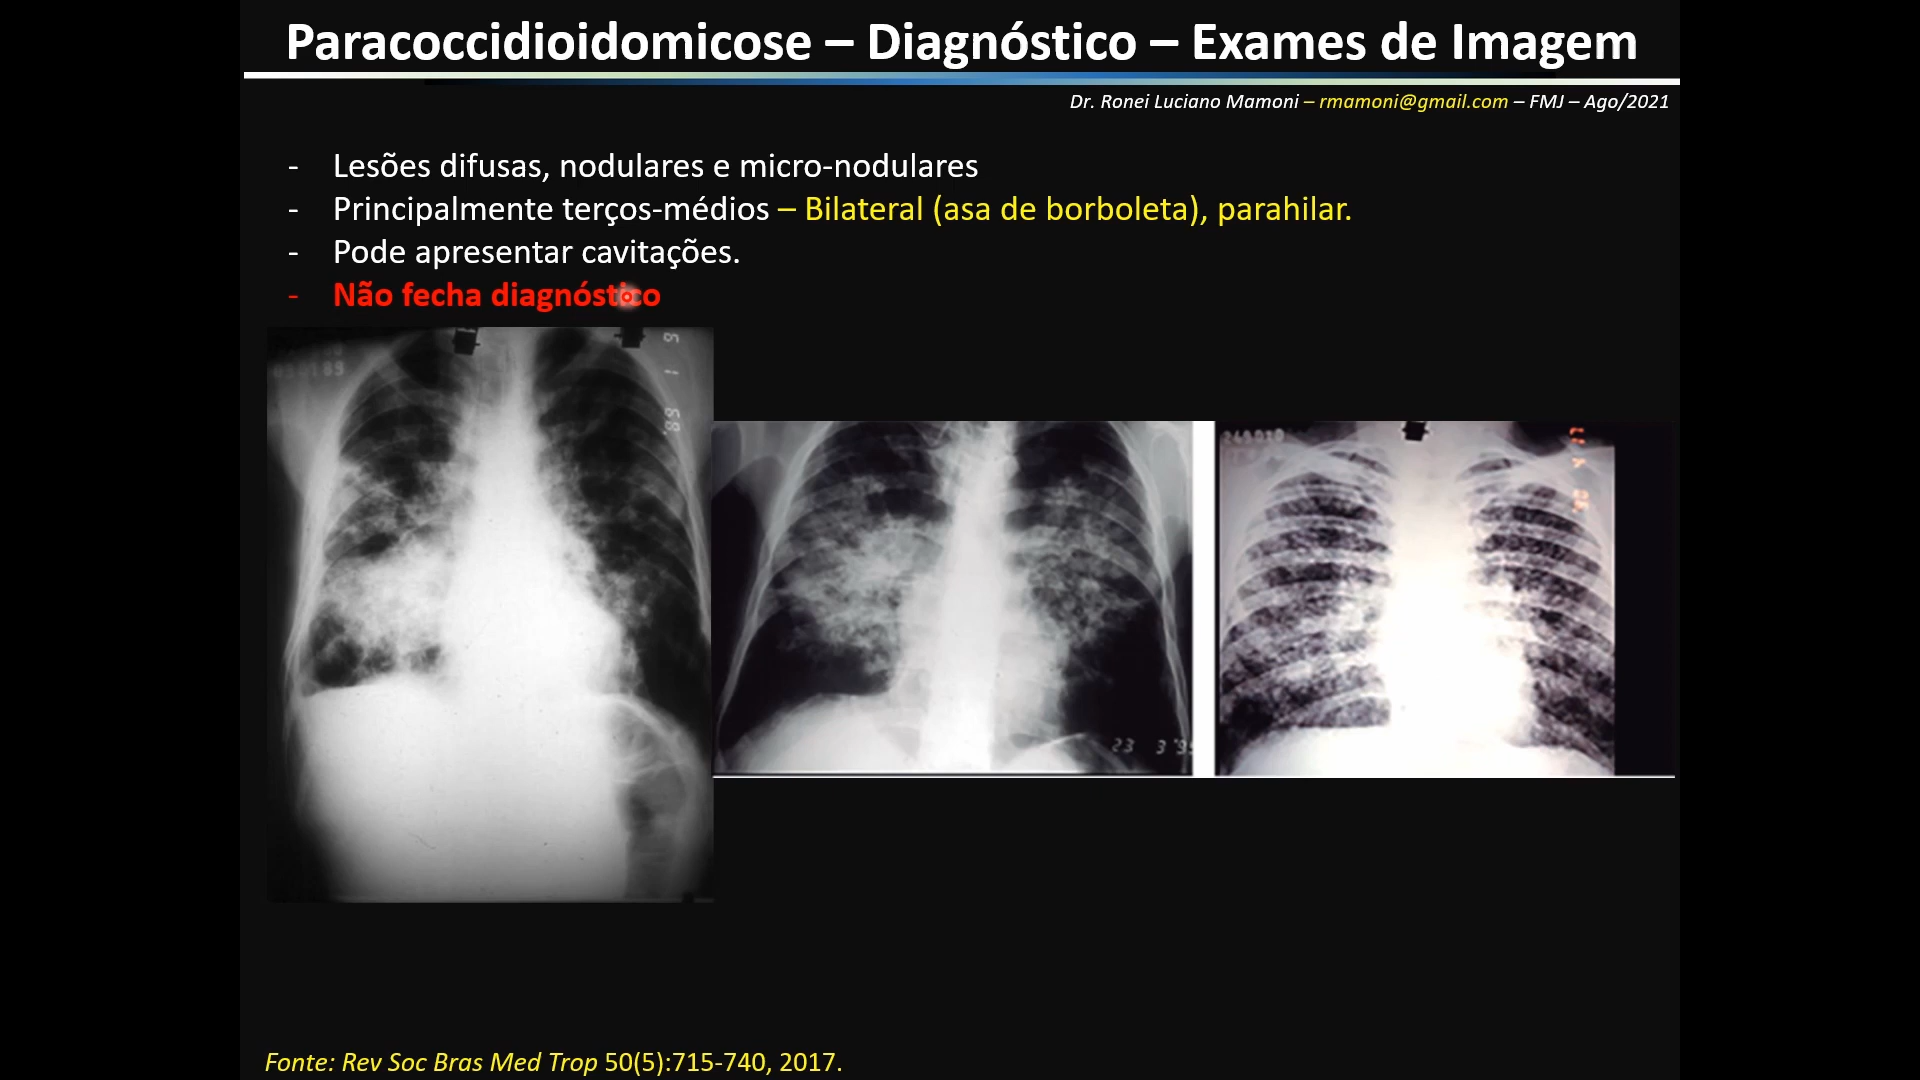 Paracoccidioidomicose – Diagnóstico – Exames de Imagem
Dr. Ronei Luciano Mamoni – rmamoni@gmail.com – FMJ – Ago/2021
- Lesões difusas, nodulares e micro-nodulares
- Principalmente terços-médios – Bilateral (asa de borboleta), parahilar.
- Pode apresentar cavitações.
- Não fecha diagnóstico
23 3
Fonte: Rev Soc Bras Med Trop 50(5):715-740, 2017.